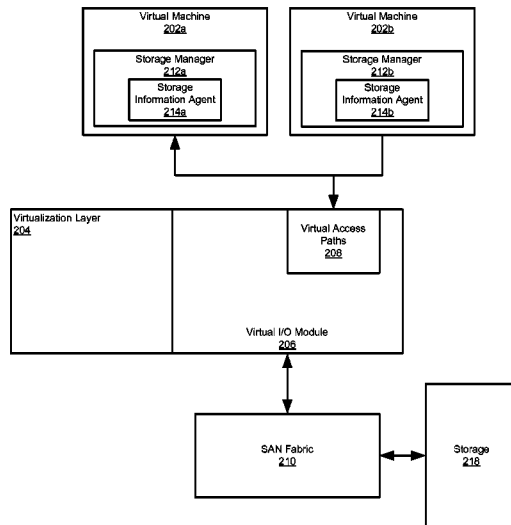 Virtual Machine
202a
Storage Manager
212a
Storage
Information Agent
214a
Virtual Machine
202b
Storage Manager
212b
Storage
Information Agent
214b
Virtualization Layer
204
Virtual Access
Paths
208
Virtual I/O Module
206
SAN Fabric
210
Storage
218